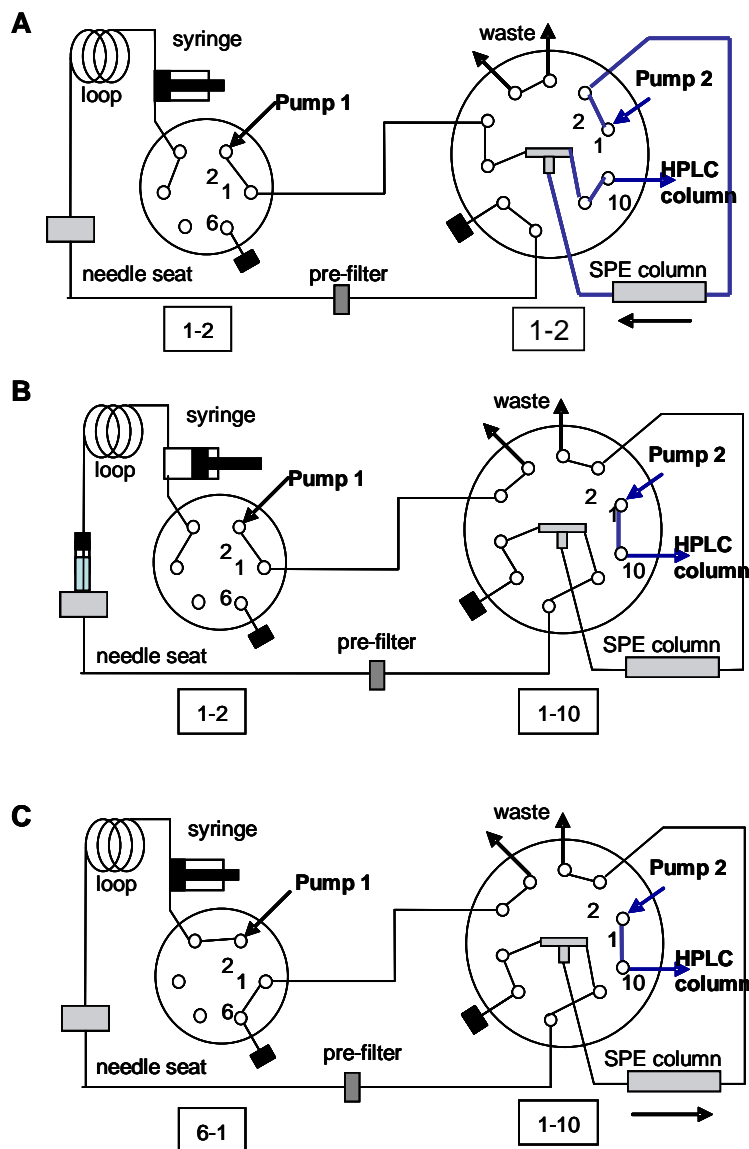 A
syringe
loop
Pump 1
2
1
6
needle seat
pre-filter
1-2
waste
Pump 2
2
1
10
HPLC
column
SPE column
1-2
B
syringe
loop
Pump 1
2
1
6
needle seat
pre-filter
1-2
waste
Pump 2
2
1
10
HPLC
column
SPE column
1-10
C
syringe
loop
Pump 1
2
1
6
needle seat
pre-filter
6-1
waste
Pump 2
2
1
10
HPLC
column
SPE column
1-10